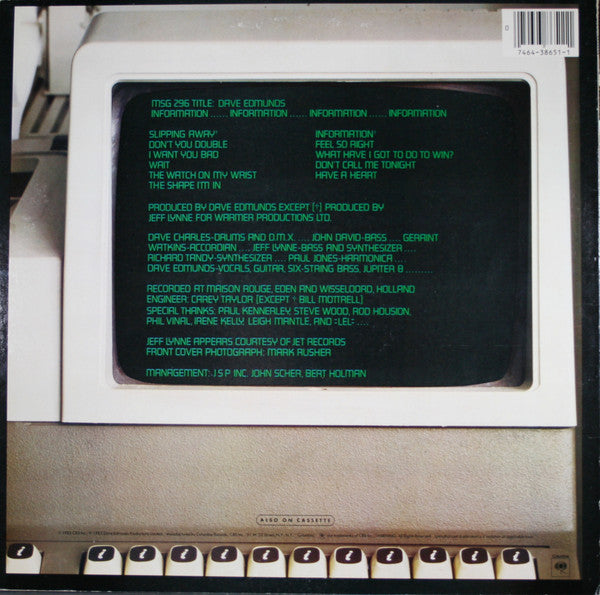 0
7464-38651-1
MSG 296 TITLE: DAVE EDMUNDS
INFORMATION ...... INFORMATION ..... INFORMATION ..... INFORMATION
SLIPPING AWAY†
DON'T YOU DOUBLE
I WANT YOU BAD
WAIT
THE WATCH ON MY WRIST
THE SHAPE I'M IN
INFORMATION†
FEEL SO RIGHT
WHAT HAVE I GOT TO DO TO WIN?
DON'T CALL ME TONIGHT
HAVE A HEART
PRODUCED BY DAVE EDMUNDS EXCEPT [†] PRODUCED BY
JEFF LYNNE FOR WARMER PRODUCTIONS LTD.
DAVE CHARLES-DRUMS AND D.M.X. .... JOHN DAVID-BASS .... GERAINT
WATKINS-ACCORDIAN .... JEFF LYNNE-BASS AND SYNTHESIZER ....
RICHARD TANDY-SYNTHESIZER .... PAUL JONES-HARMONICA ....
DAVE EDMUNDS-VOCALS, GUITAR, SIX-STRING BASS, JUPITER 8 .........
RECORDED AT MAISON ROUGE, EDEN AND WISSELOORD, HOLLAND
ENGINEER: CAREY TAYLOR [EXCEPT † BILL MOTTRELL]
SPECIAL THANKS: PAUL KENNERLEY, STEVE WOOD, ROD HOUSION,
PHIL VINAL, IRENE KELLY, LEIGH MANTLE, AND :LEL: ....
JEFF LYNNE APPEARS COURTESY OF JET RECORDS
FRONT COVER PHOTOGRAPH: MARK RUSHER
MANAGEMENT: J S P INC. JOHN SCHER, BERT HOLMAN
ALSO ON CASSETTE
i i i i i i i i i i i i